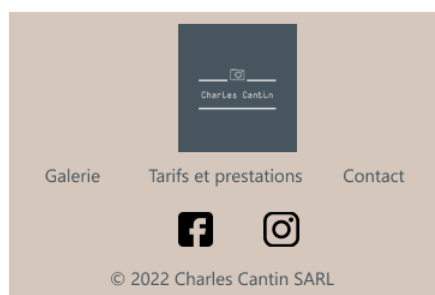 Charles Cantin
Galerie Tarifs et prestations Contact
© 2022 Charles Cantin SARL